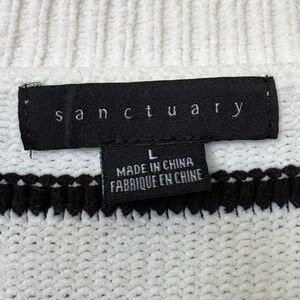 sanctuary
L
MADE IN CHINA
FABRIQUE EN CHINE